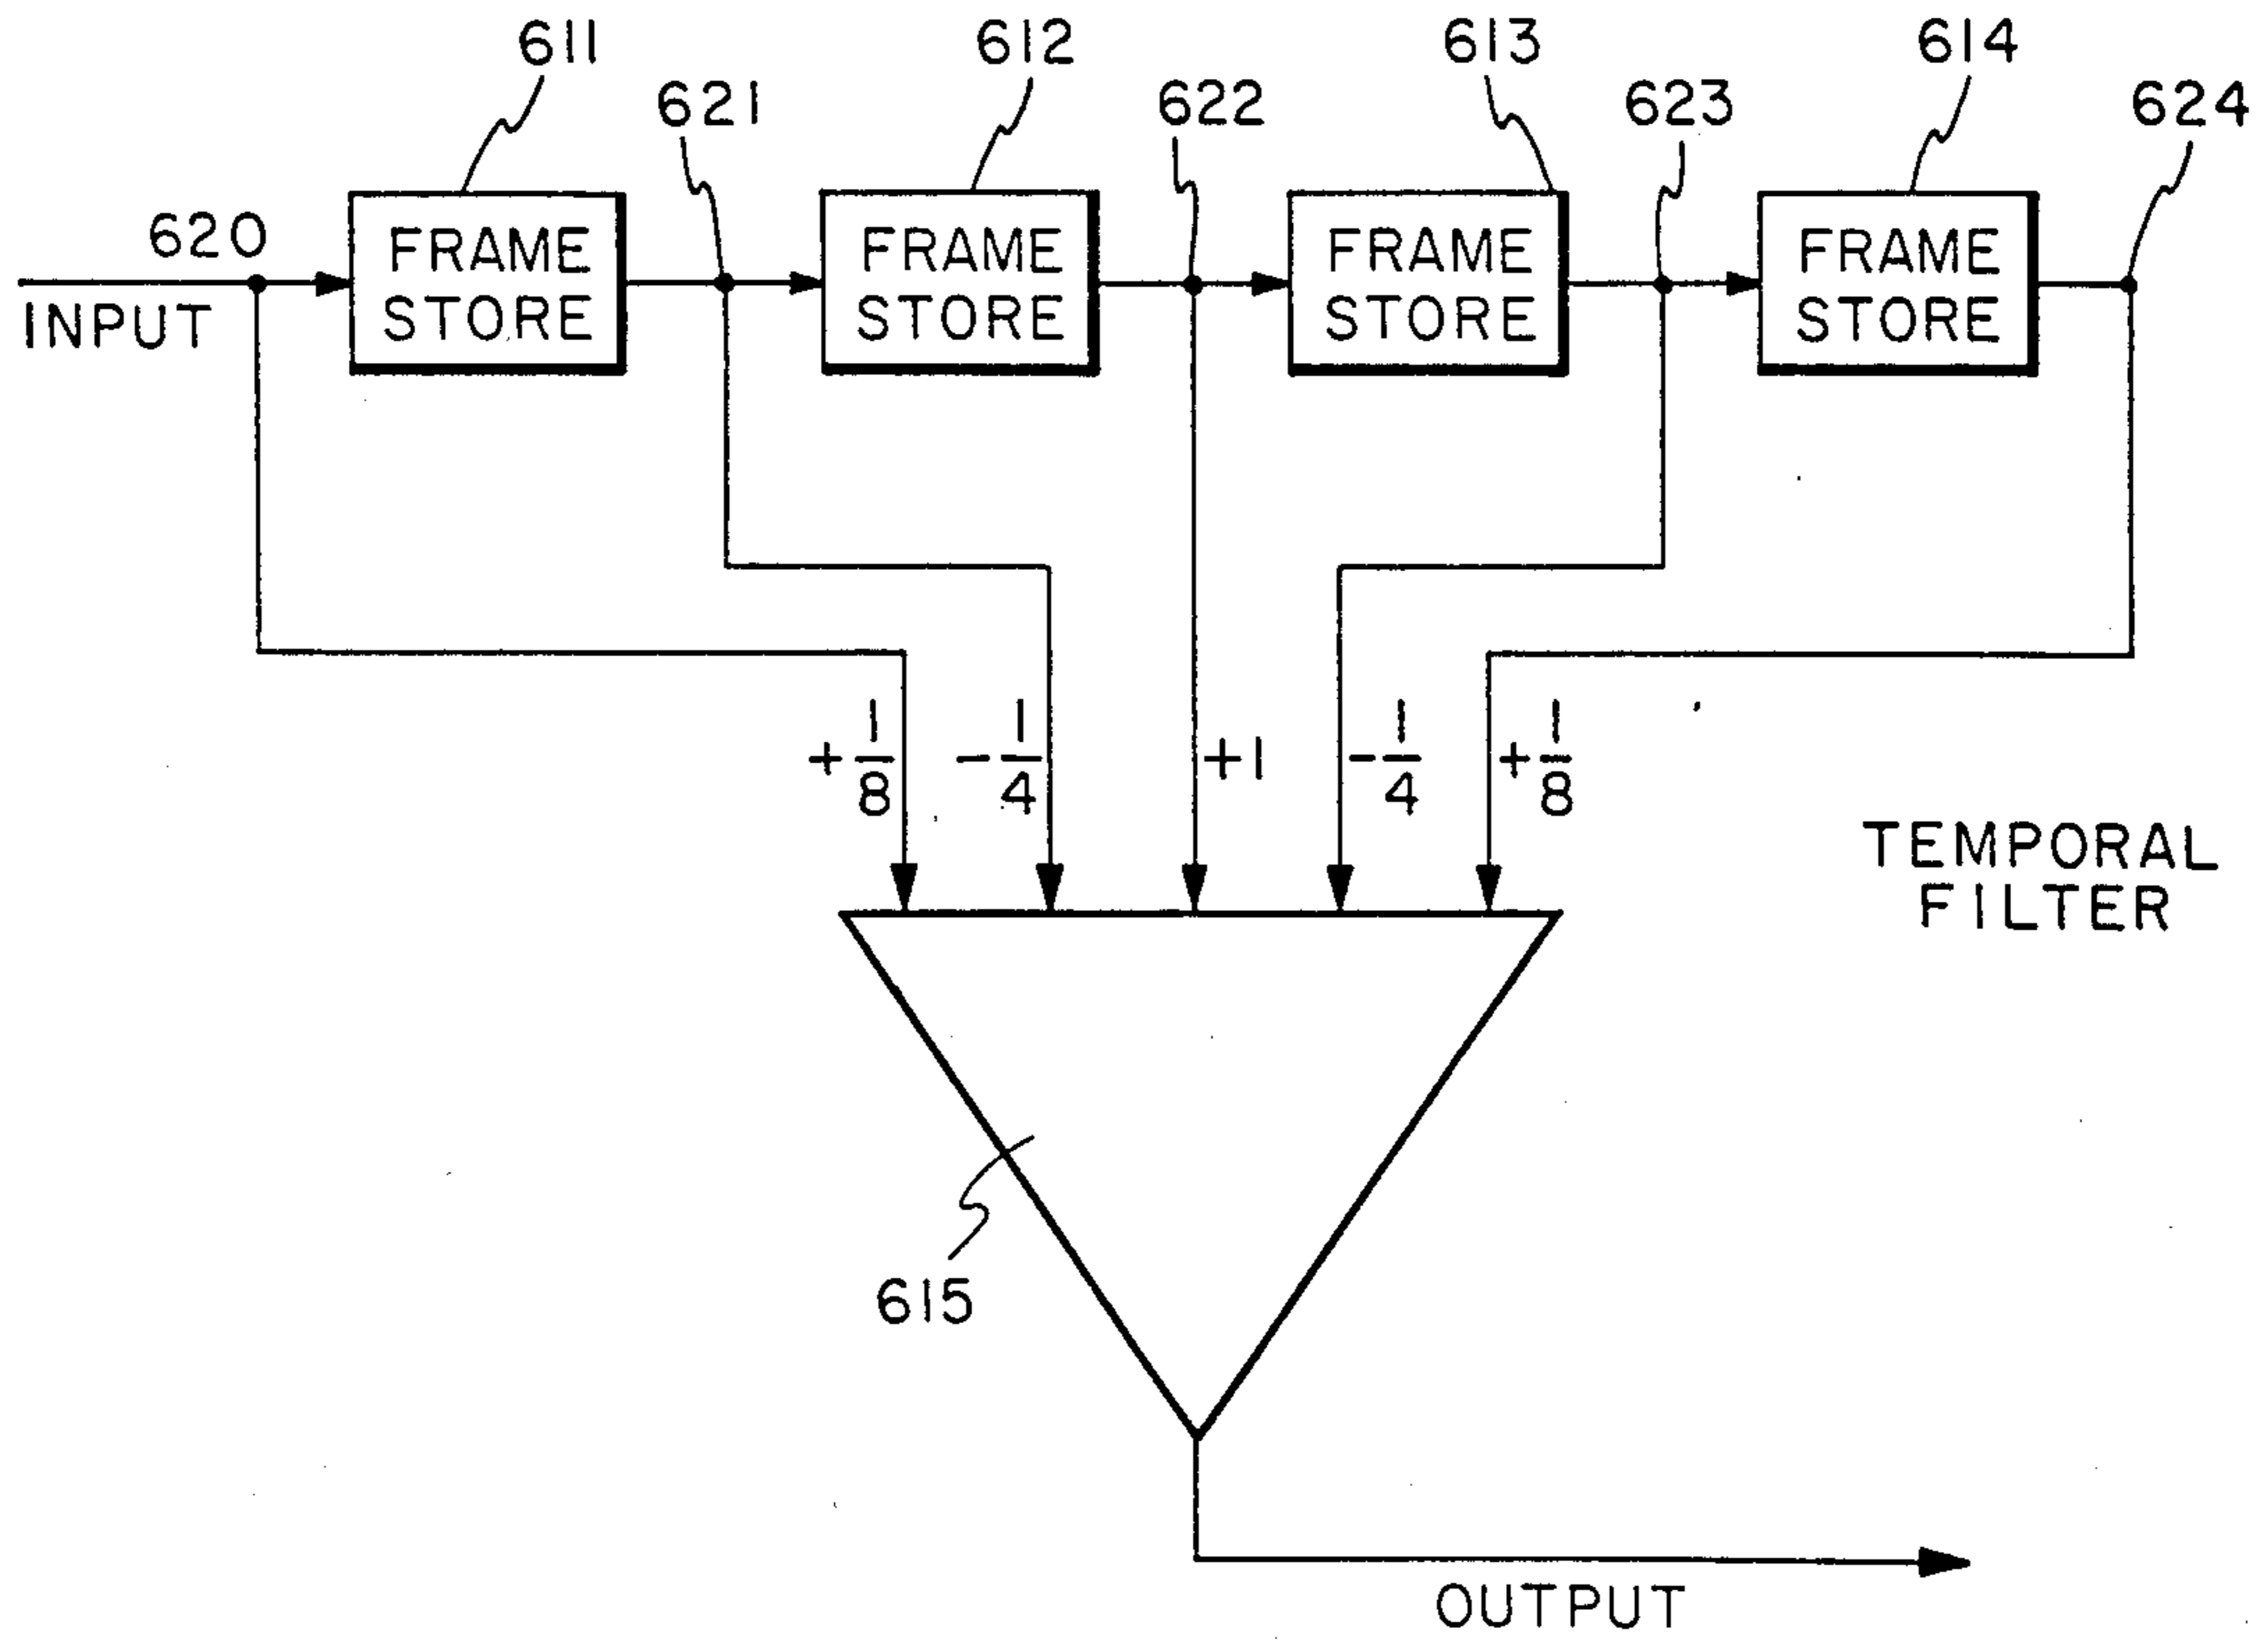 611
612
613
614
621
622
623
624
620
INPUT
FRAME
STORE
FRAME
STORE
FRAME
STORE
FRAME
STORE
+1/8
-1/4
+1
-1/4
+1/8
TEMPORAL
FILTER
615
OUTPUT